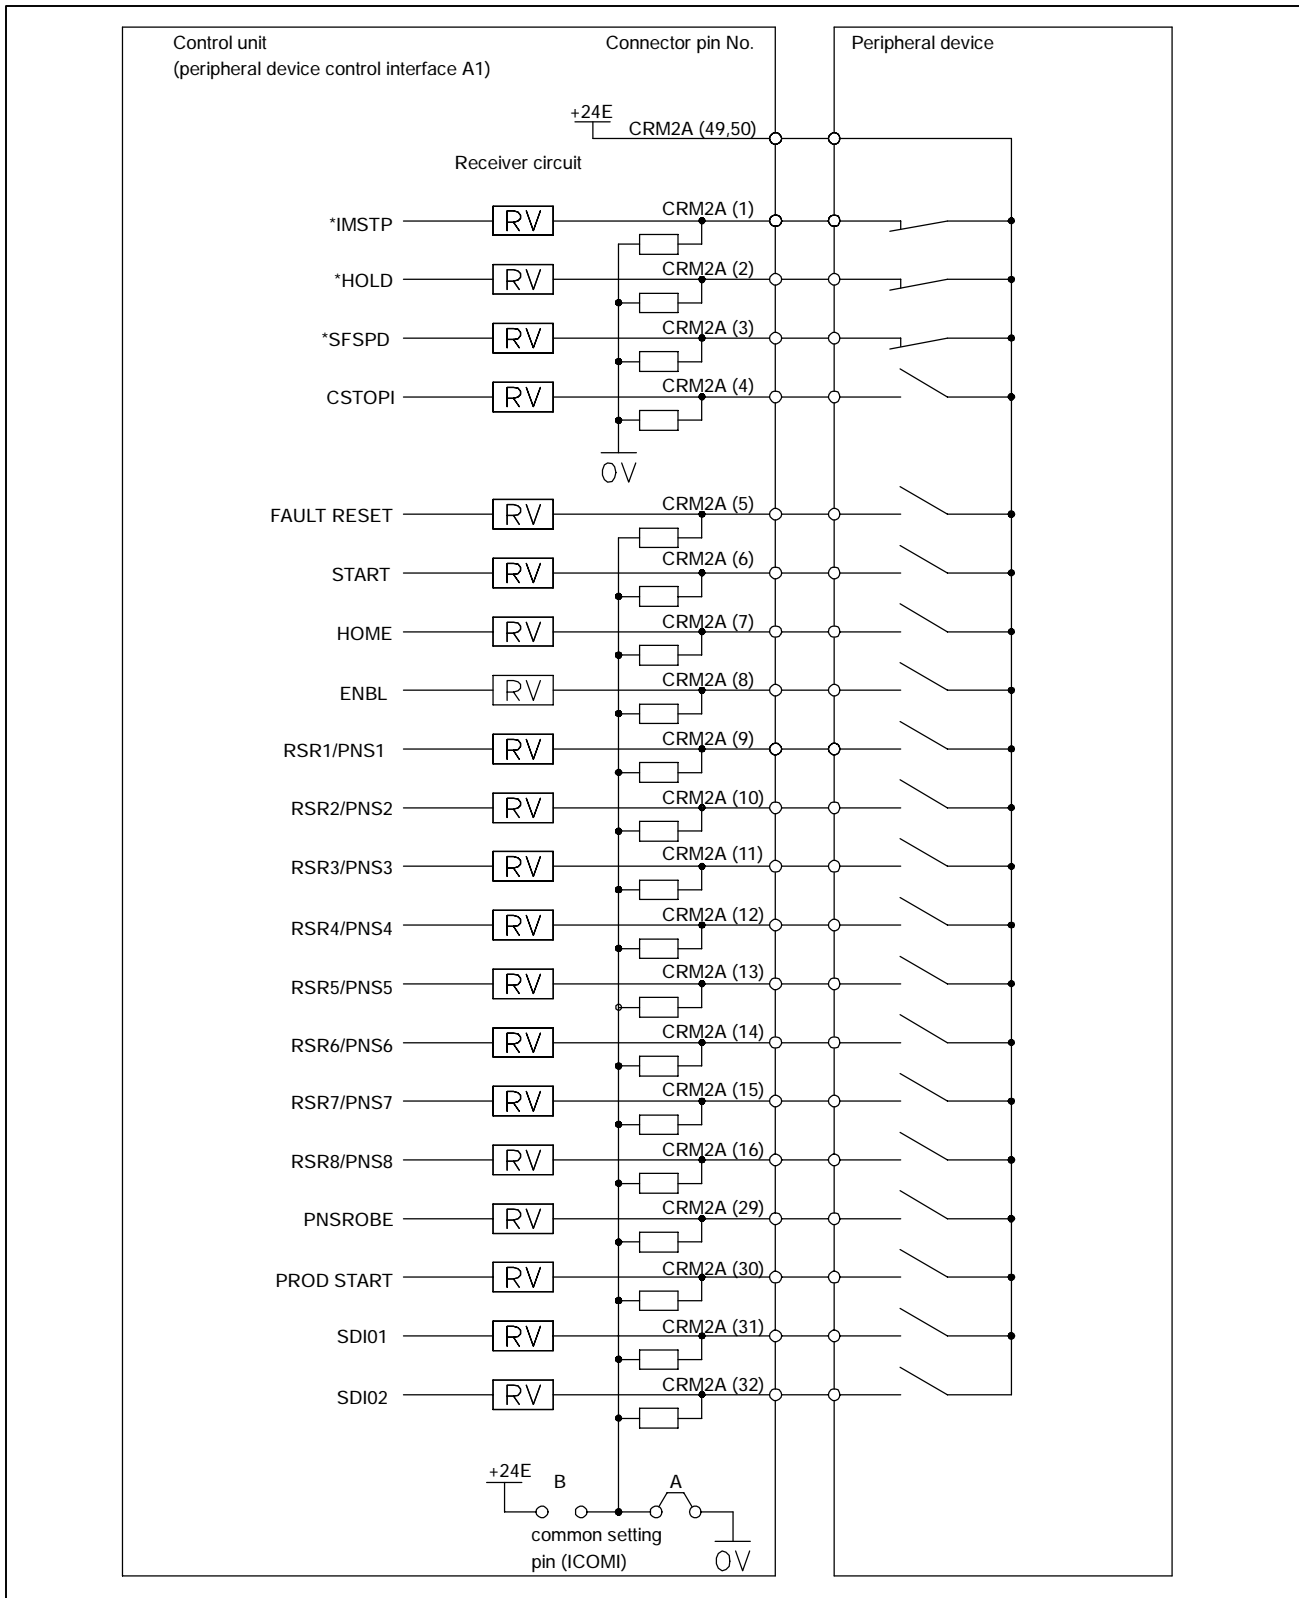 Control unit
(peripheral device control interface A1)
Connector pin No.
Peripheral device
+24E
CRM2A (49,50)
Receiver circuit
*IMSTP RV CRM2A (1)
*HOLD RV CRM2A (2)
*SFSPD RV CRM2A (3)
CSTOPI RV CRM2A (4)
0V
FAULT RESET RV CRM2A (5)
START RV CRM2A (6)
HOME RV CRM2A (7)
ENBL RV CRM2A (8)
RSR1/PNS1 RV CRM2A (9)
RSR2/PNS2 RV CRM2A (10)
RSR3/PNS3 RV CRM2A (11)
RSR4/PNS4 RV CRM2A (12)
RSR5/PNS5 RV CRM2A (13)
RSR6/PNS6 RV CRM2A (14)
RSR7/PNS7 RV CRM2A (15)
RSR8/PNS8 RV CRM2A (16)
PNSROBE RV CRM2A (29)
PROD START RV CRM2A (30)
SDI01 RV CRM2A (31)
SDI02 RV CRM2A (32)
+24E B A
common setting
pin (ICOMI) 0V